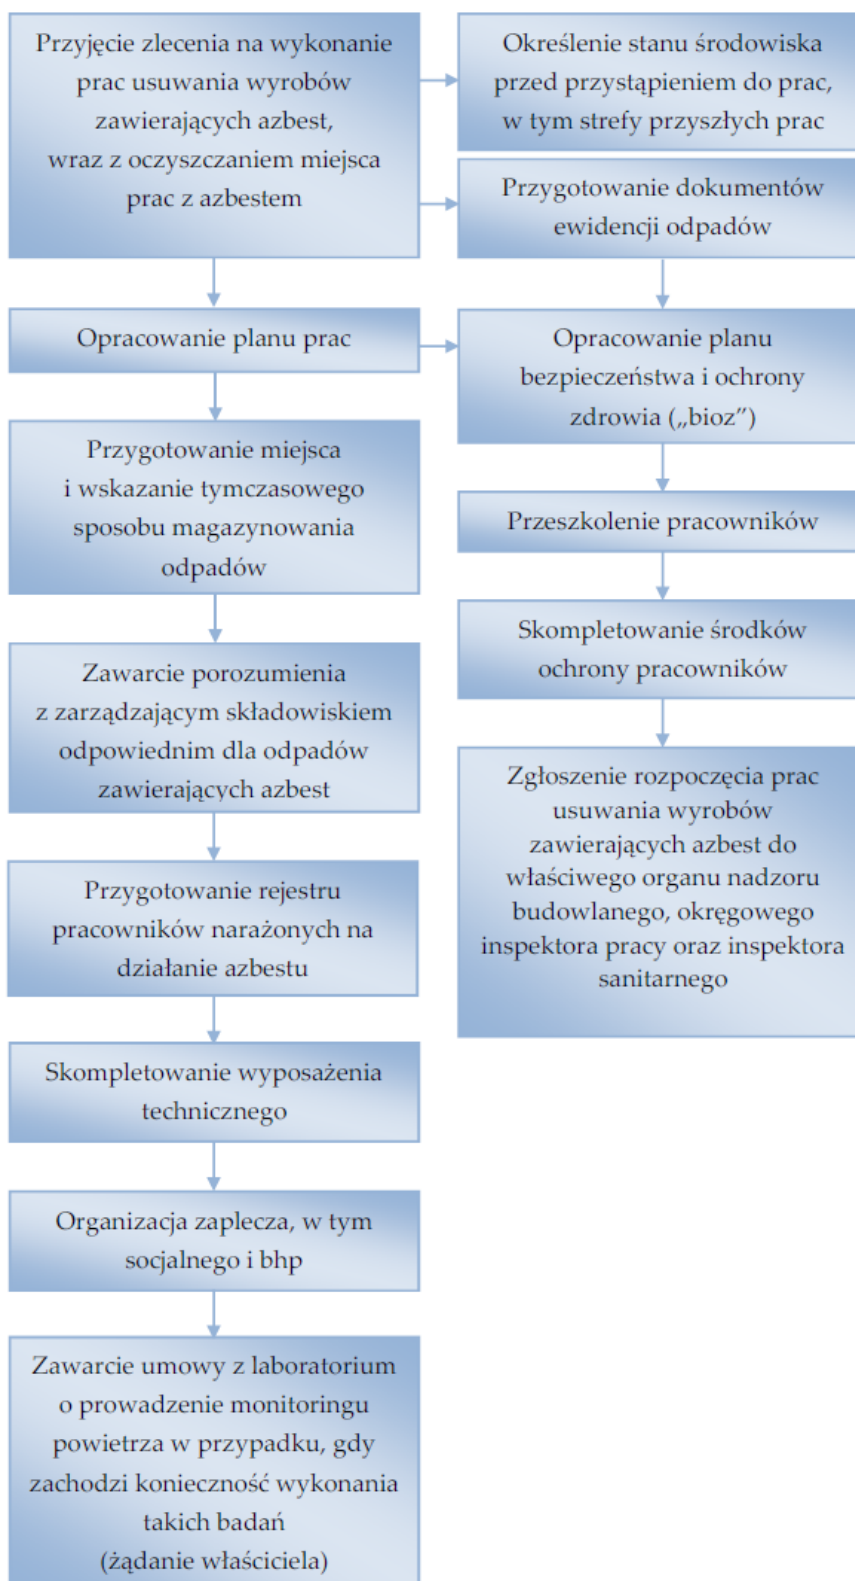 Przyjęcie zlecenia na wykonanie
prac usuwania wyrobów
zawierających azbest,
wraz z oczyszczaniem miejsca
prac z azbestem
Określenie stanu środowiska
przed przystąpieniem do prac,
w tym strefy przyszłych prac
Przygotowanie dokumentów
ewidencji odpadów
Opracowanie planu prac
Opracowanie planu
bezpieczeństwa i ochrony
zdrowia („bioz”)
Przygotowanie miejsca
i wskazanie tymczasowego
sposobu magazynowania
odpadów
Przeszkolenie pracowników
Skompletowanie środków
ochrony pracowników
Zawarcie porozumienia
z zarządzającym składowiskiem
odpowiednim dla odpadów
zawierających azbest
Zgłoszenie rozpoczęcia prac
usuwania wyrobów
zawierających azbest do
właściwego organu nadzoru
budowlanego, okręgowego
inspektora pracy oraz inspektora
sanitarnego
Przygotowanie rejestru
pracowników narażonych na
działanie azbestu
Skompletowanie wyposażenia
technicznego
Organizacja zaplecza, w tym
socjalnego i bhp
Zawarcie umowy z laboratorium
o prowadzenie monitoringu
powietrza w przypadku, gdy
zachodzi konieczność wykonania
takich badań
(żądanie właściciela)